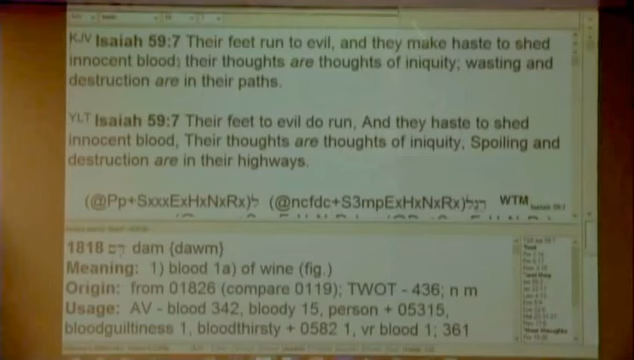 KJV Isaiah 59:7 Their feet run to evil, and they make haste to shed
innocent blood; their thoughts are thoughts of iniquity; wasting and
destruction are in their paths.
YLT Isaiah 59:7 Their feet to evil do run, And they haste to shed
innocent blood, Their thoughts are thoughts of iniquity, Spoiling and
destruction are in their highways.
(@Pp+SxxxExHxNxRx)ל (@ncfdc+S3mpExHxNxRx)רגל WTM
1818 דם dam {dawm}
Meaning: 1) blood 1a) of wine (fig.)
Origin: from 01826 (compare 0119); TWOT - 436; n m
Usage: AV - blood 342, bloody 15, person + 05315,
bloodguiltiness 1, bloodthirsty + 0582 1, vr blood 1; 361